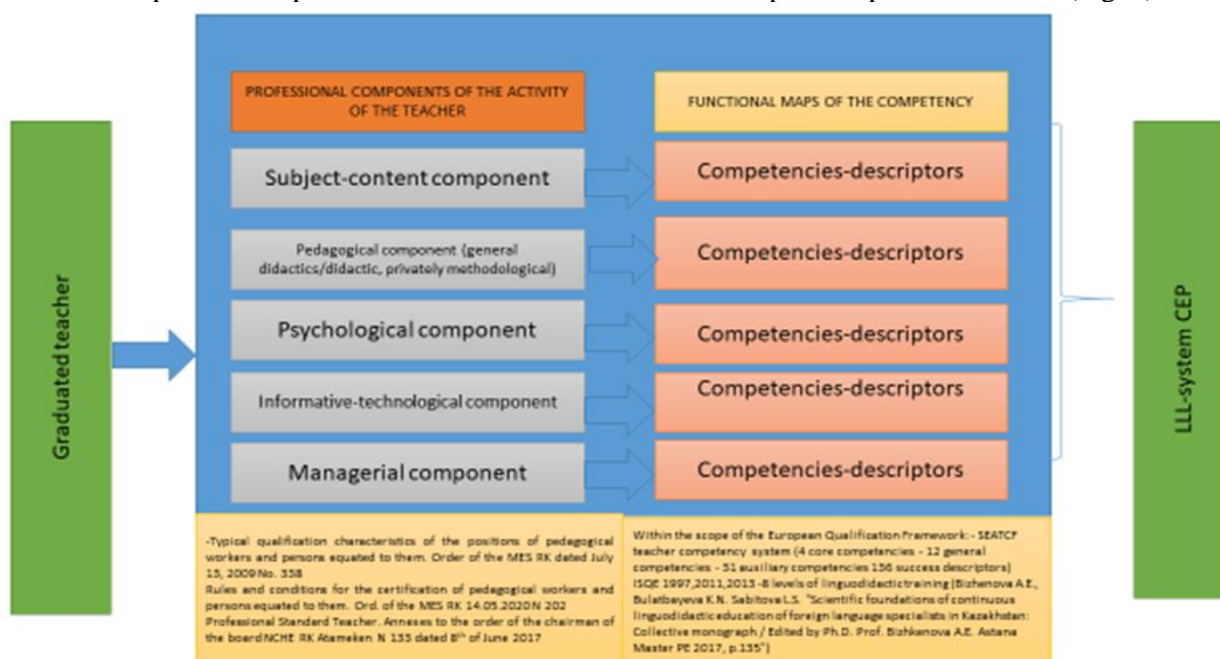 Graduated teacher
PROFESSIONAL COMPONENTS OF THE ACTIVITY
OF THE TEACHER
Subject-content component
Pedagogical component (general
didactics/didactic, privately methodological)
Psychological component
Informative-technological component
Managerial component
FUNCTIONAL MAPS OF THE COMPETENCY
Competencies-descriptors
Competencies-descriptors
Competencies-descriptors
Competencies-descriptors
Competencies-descriptors
-Typical qualification characteristics of the positions of pedagogical
workers and persons equated to them. Order of the MES RK dated July
13, 2009 No. 338
Rules and conditions for the certification of pedagogical workers and
persons equated to them. Ord. of the MES RK 14.05.2020 N 202
Professional Standard Teacher. Annexes to the order of the chairman of
the board NCHE RK Atameken N 133 dated 8th of June 2017
Within the scope of the European Qualification Framework: - SEATCF
teacher competency system (4 core competencies - 12 general
competencies - 31 auxiliary competencies 136 success descriptors)
ISQE 1997,2011,2013 -8 levels of linguodidactic training (Bizhenova A.E.,
Bulatbayeva K.N. Sabitova L.S. "Scientific foundations of continuous
linguodidactic education of foreign language specialists in Kazakhstan:
Collective monograph / Edited by Ph.D. Prof. Bizhkenova A.E. Astana
Master PE 2017, p.135")
LLL-system CEP